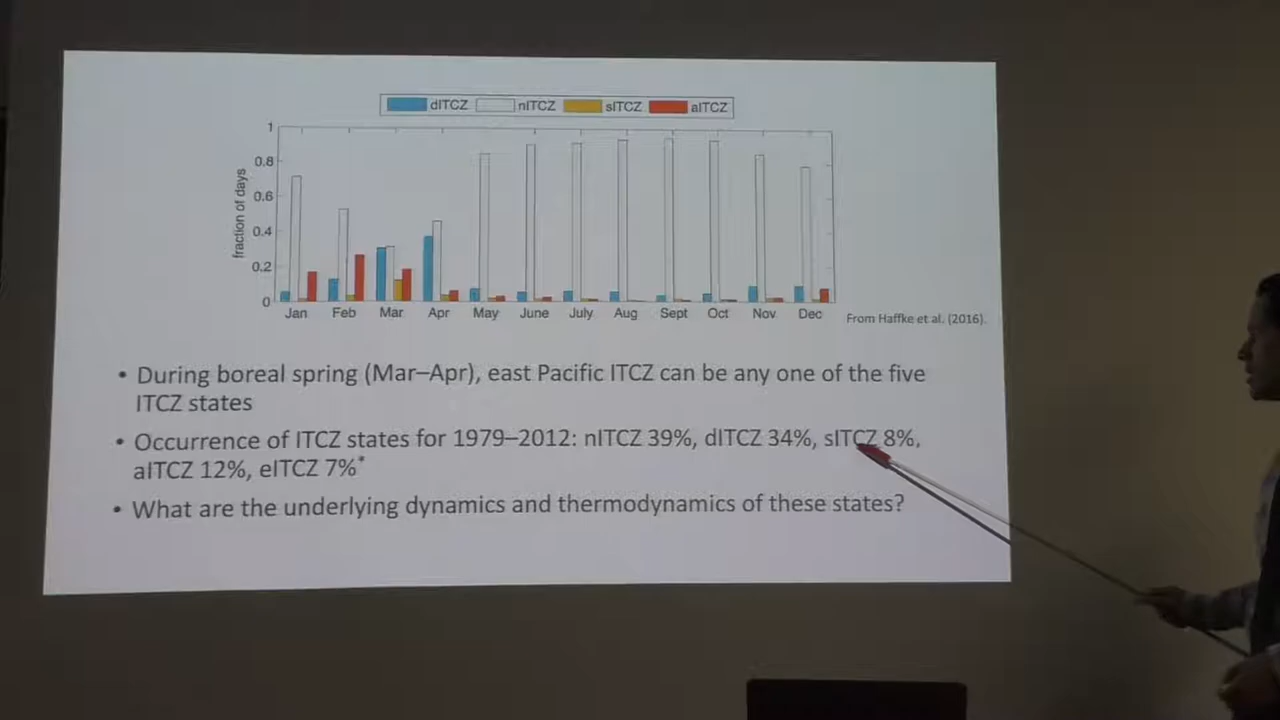 dITCZ nITCZ sITCZ aITCZ
1
0.8
0.6
0.4
0.2
0
fraction of days
Jan Feb Mar Apr May June July Aug Sept Oct Nov Dec
From Haffke et al. (2016).
• During boreal spring (Mar–Apr), east Pacific ITCZ can be any one of the five
ITCZ states
• Occurrence of ITCZ states for 1979–2012: nITCZ 39%, dITCZ 34%, sITCZ 8%,
aITCZ 12%, eITCZ 7%*
• What are the underlying dynamics and thermodynamics of these states?